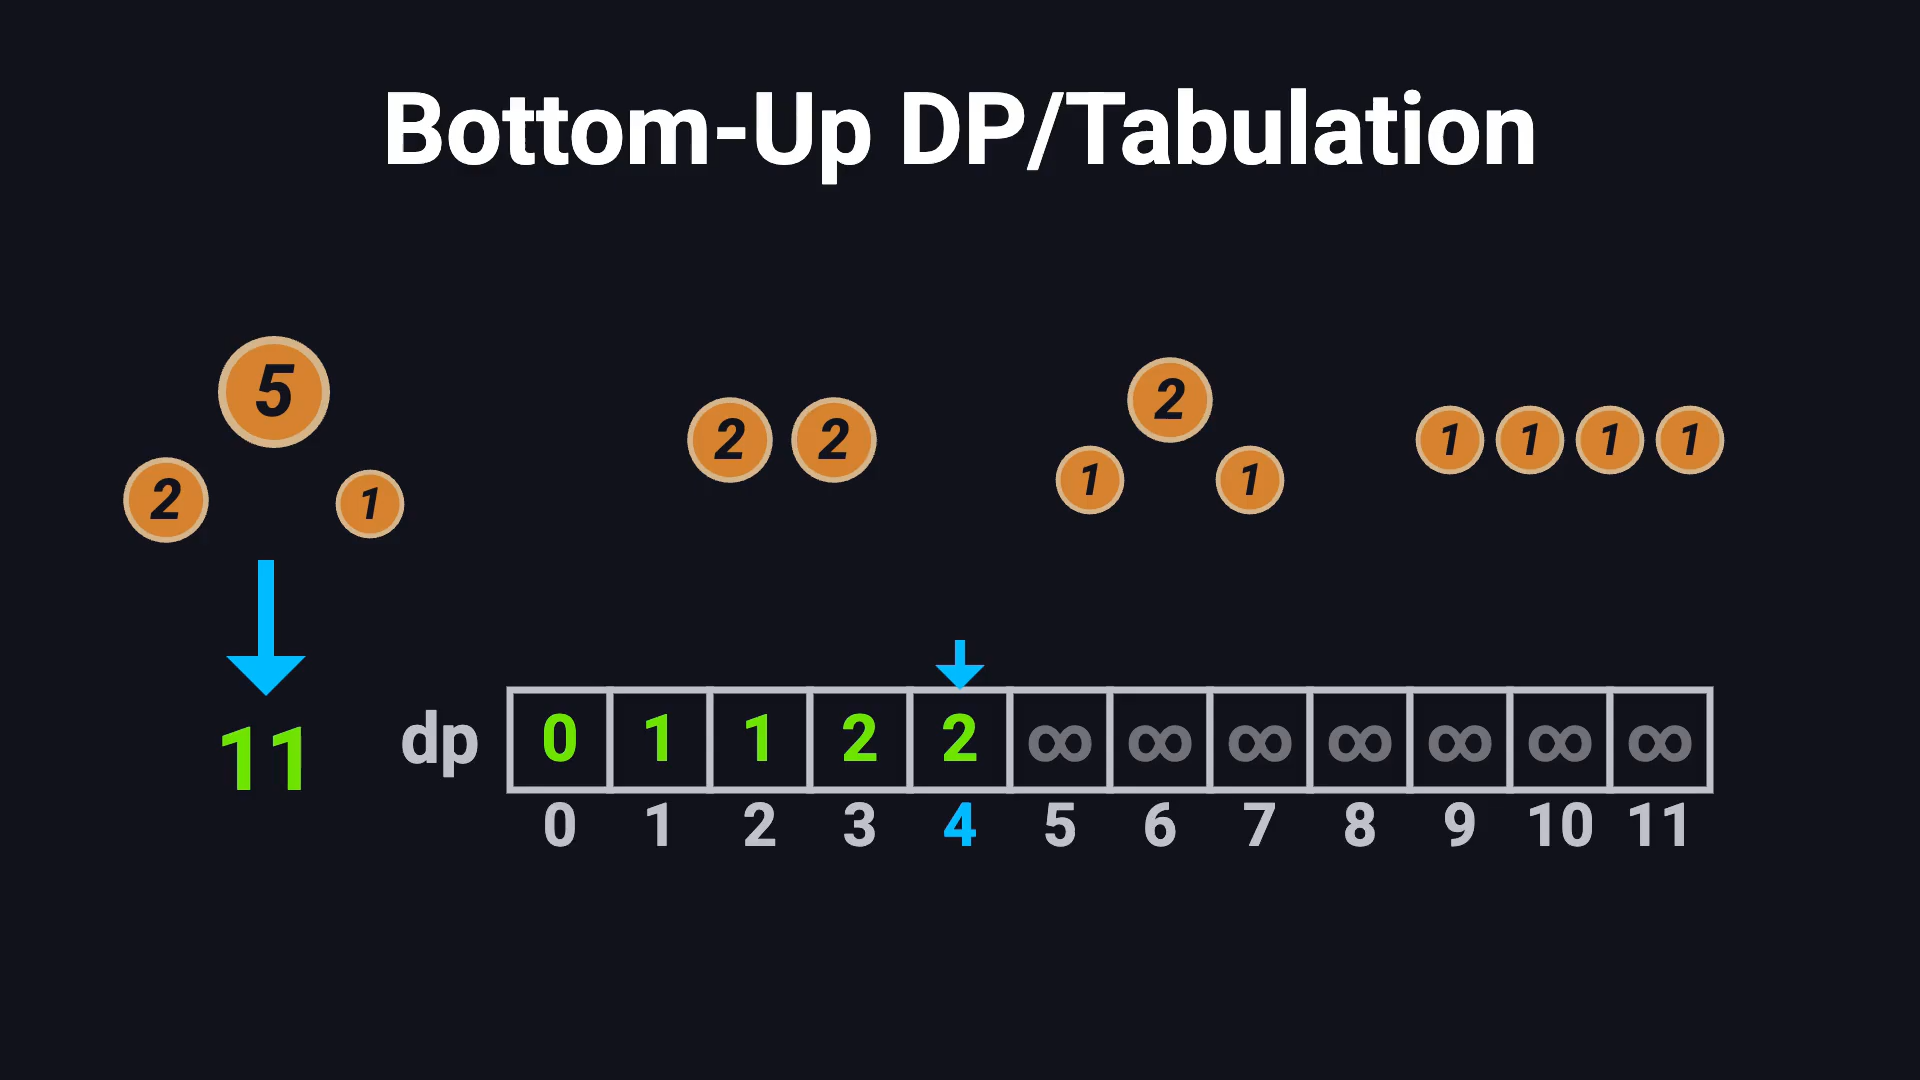 Bottom-Up DP/Tabulation
5
2 1
2 2
2
1 1
1 1 1 1
11
dp 0 1 1 2 2 ∞ ∞ ∞ ∞ ∞ ∞ ∞
0 1 2 3 4 5 6 7 8 9 10 11